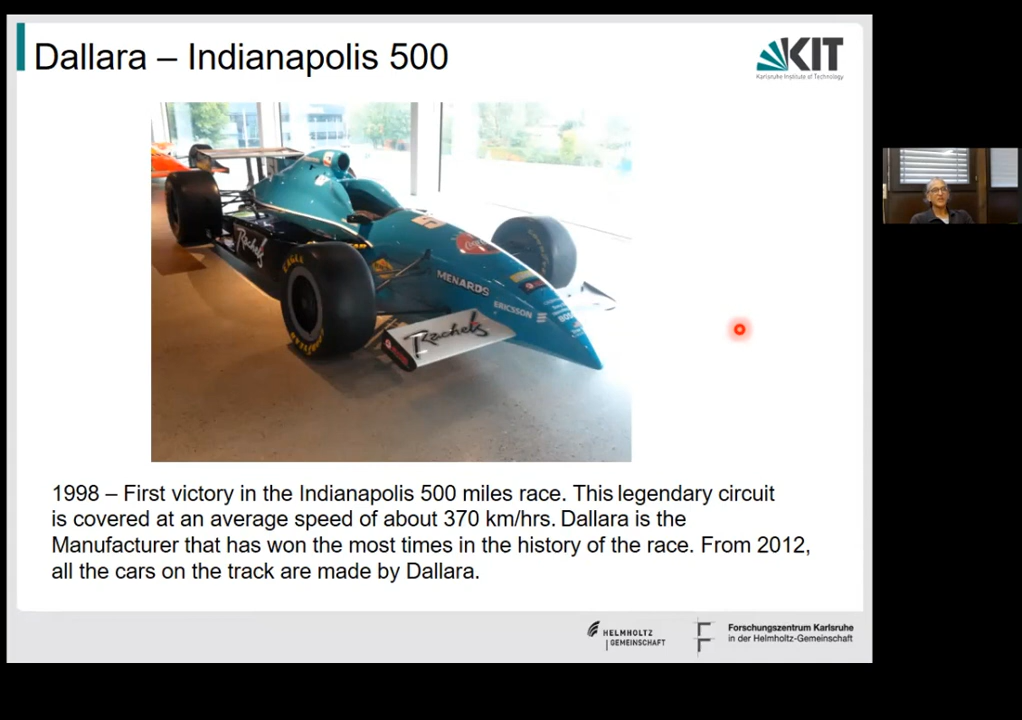 Dallara – Indianapolis 500
KIT
Karlsruhe Institute of Technology
Rachel's
EAGLE
MENARDS
ERICSSON
Rachel's
1998 – First victory in the Indianapolis 500 miles race. This legendary circuit
is covered at an average speed of about 370 km/hrs. Dallara is the
Manufacturer that has won the most times in the history of the race. From 2012,
all the cars on the track are made by Dallara.
HELMHOLTZ
GEMEINSCHAFT
Forschungszentrum Karlsruhe
in der Helmholtz-Gemeinschaft